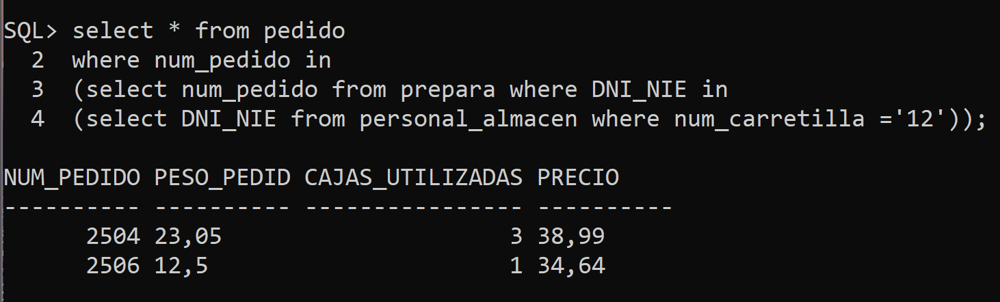 SQL> select * from pedido
  2  where num_pedido in
  3  (select num_pedido from prepara where DNI_NIE in
  4  (select DNI_NIE from personal_almacen where num_carretilla ='12'));
NUM_PEDIDO PESO_PEDID CAJAS_UTILIZADAS PRECIO
---------- ---------- ---------------- ----------
      2504 23,05                     3 38,99
      2506 12,5                      1 34,64